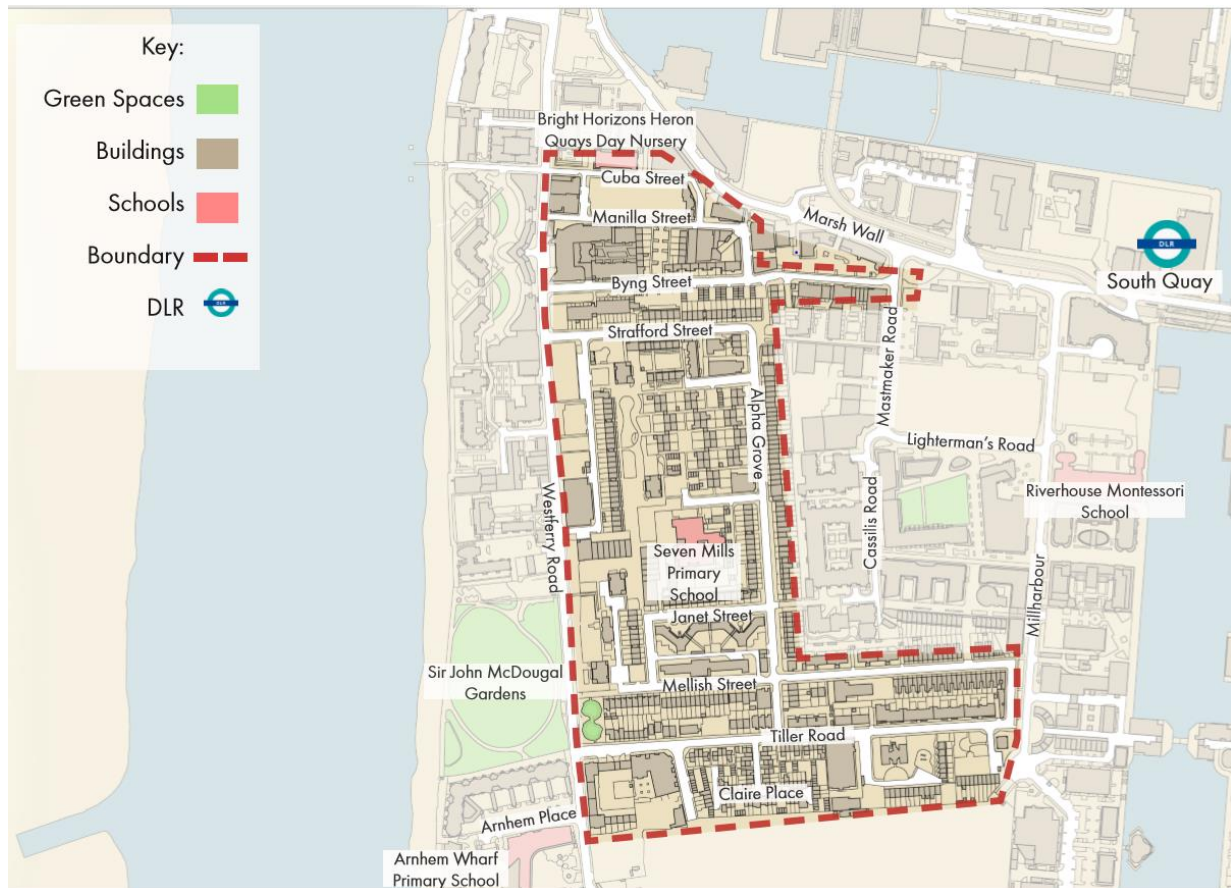 Key:
Green Spaces
Buildings
Schools
Boundary
DLR
Bright Horizons Heron
Quays Day Nursery
Cuba Street
Manilla Street
Marsh Wall
DLR
South Quay
Byng Street
Strafford Street
Mastmaker Road
Alpha Grove
Lighterman's Road
Westferry Road
Cassilis Road
Riverhouse Montessori
School
Seven Mills
Primary
School
Millharbour
Janet Street
Sir John McDougal
Gardens
Mellish Street
Tiller Road
Claire Place
Arnhem Place
Arnhem Wharf
Primary School